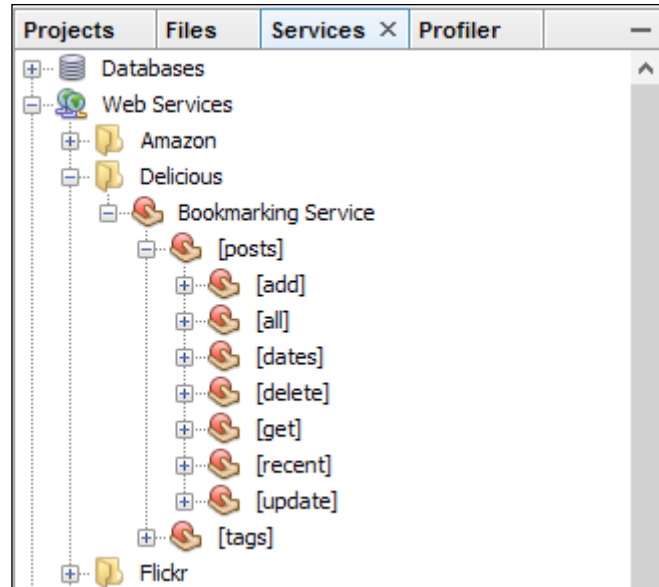 Projects Files Services Profiler
Databases
Web Services
Amazon
Delicious
Bookmarking Service
[posts]
[add]
[all]
[dates]
[delete]
[get]
[recent]
[update]
[tags]
Flickr